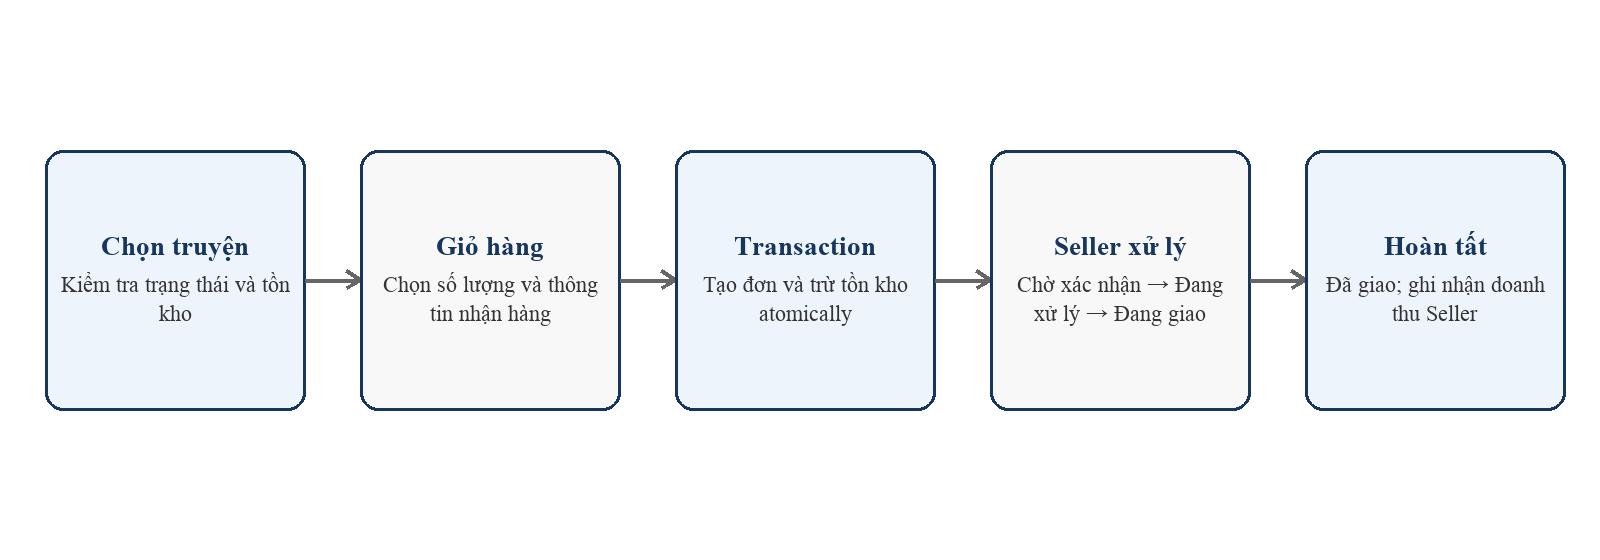 Chọn truyện
Kiểm tra trạng thái và tồn
kho
Giỏ hàng
Chọn số lượng và thông
tin nhận hàng
Transaction
Tạo đơn và trừ tồn kho
atomically
Seller xử lý
Chờ xác nhận → Đang
xử lý → Đang giao
Hoàn tất
Đã giao; ghi nhận doanh
thu Seller